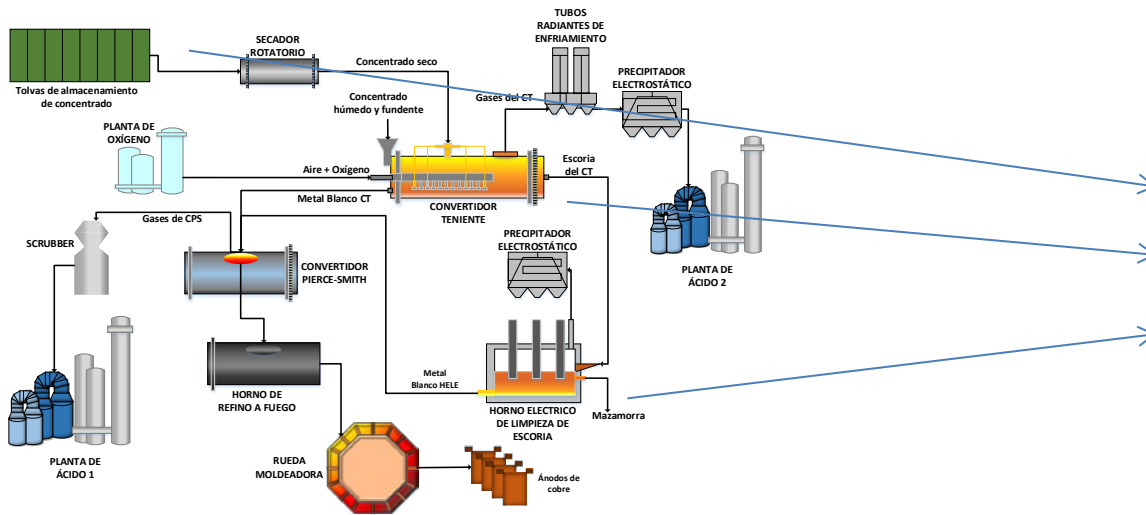 TUBOS
RADIANTES DE
ENFRIAMIENTO
SECADOR
ROTATORIO
Concentrado seco
PRECIPITADOR
ELECTROSTÁTICO
Tolvas de almacenamiento
de concentrado
Concentrado
húmedo y fundente
Gases del CT
PLANTA DE
OXÍGENO
Aire + Oxígeno
Escoria
del CT
Metal Blanco CT
CONVERTIDOR
TENIENTE
Gases de CPS
SCRUBBER
PRECIPITADOR
ELECTROSTÁTICO
CONVERTIDOR
PIERCE-SMITH
PLANTA DE
ÁCIDO 2
Metal
Blanco HELE
HORNO DE
REFINO A FUEGO
HORNO ELECTRICO
DE LIMPIEZA DE
ESCORIA
Mazamorra
PLANTA DE
ÁCIDO 1
RUEDA
MOLDEADORA
Ánodos de
cobre